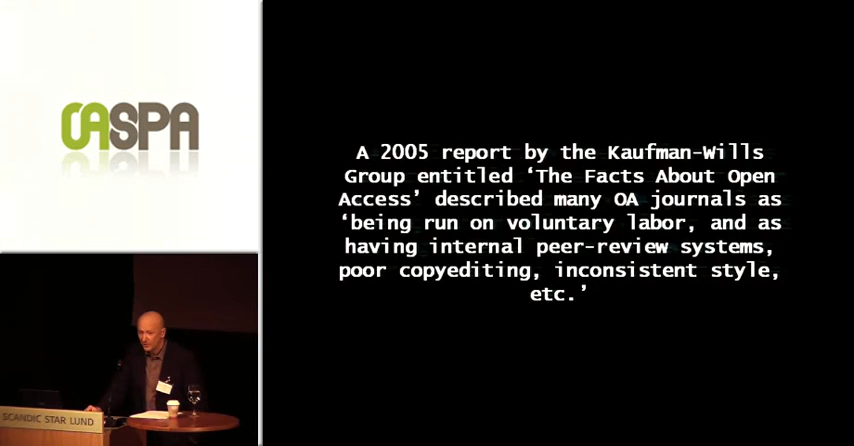 OASPA
A 2005 report by the Kaufman-Wills
Group entitled ‘The Facts About Open
Access’ described many OA journals as
‘being run on voluntary labor, and as
having internal peer-review systems,
poor copyediting, inconsistent style,
etc.’
SCANDIC STAR LUND